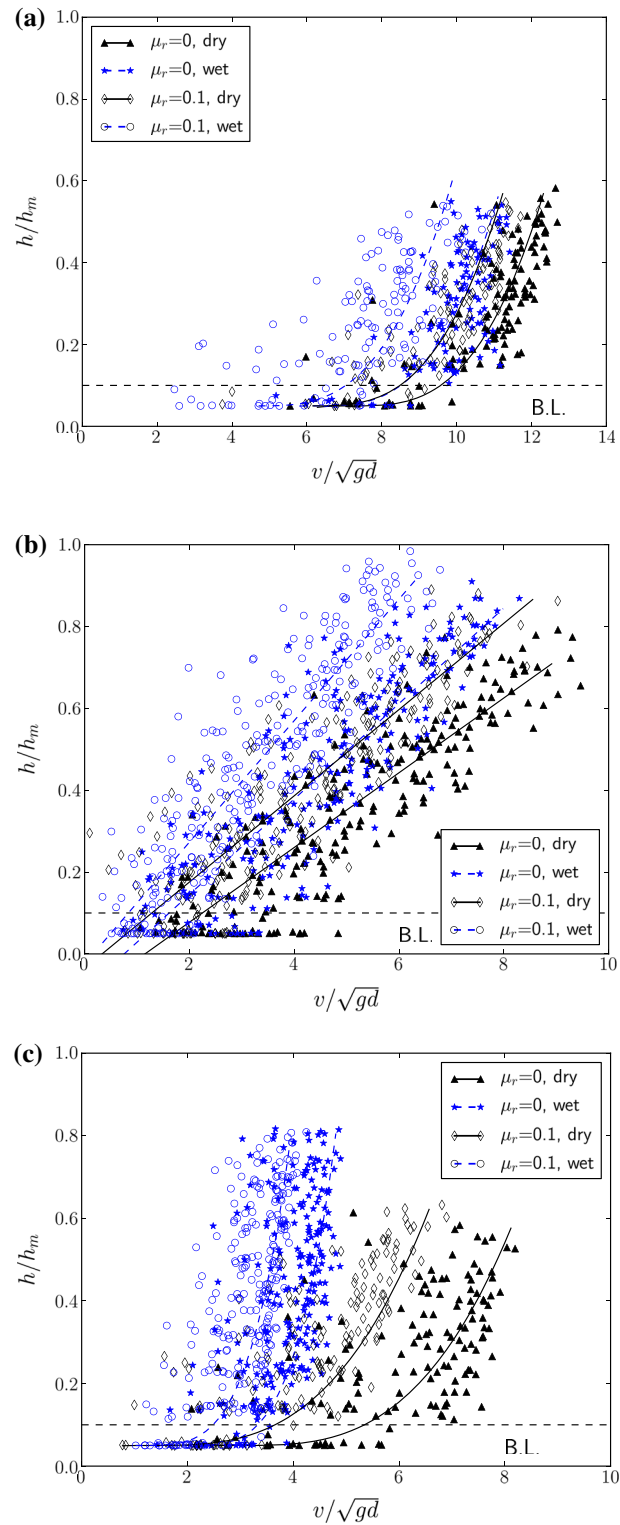 (a)
1.0
0.8
0.6
0.4
0.2
0.0
h/h_m
μ_r=0, dry
μ_r=0, wet
μ_r=0.1, dry
μ_r=0.1, wet
B.L.
0 2 4 6 8 10 12 14
v/√gd
(b)
1.0
0.8
0.6
0.4
0.2
0.0
h/h_m
μ_r=0, dry
μ_r=0, wet
μ_r=0.1, dry
μ_r=0.1, wet
B.L.
0 2 4 6 8 10
v/√gd
(c)
1.0
0.8
0.6
0.4
0.2
0.0
h/h_m
μ_r=0, dry
μ_r=0, wet
μ_r=0.1, dry
μ_r=0.1, wet
B.L.
0 2 4 6 8 10
v/√gd